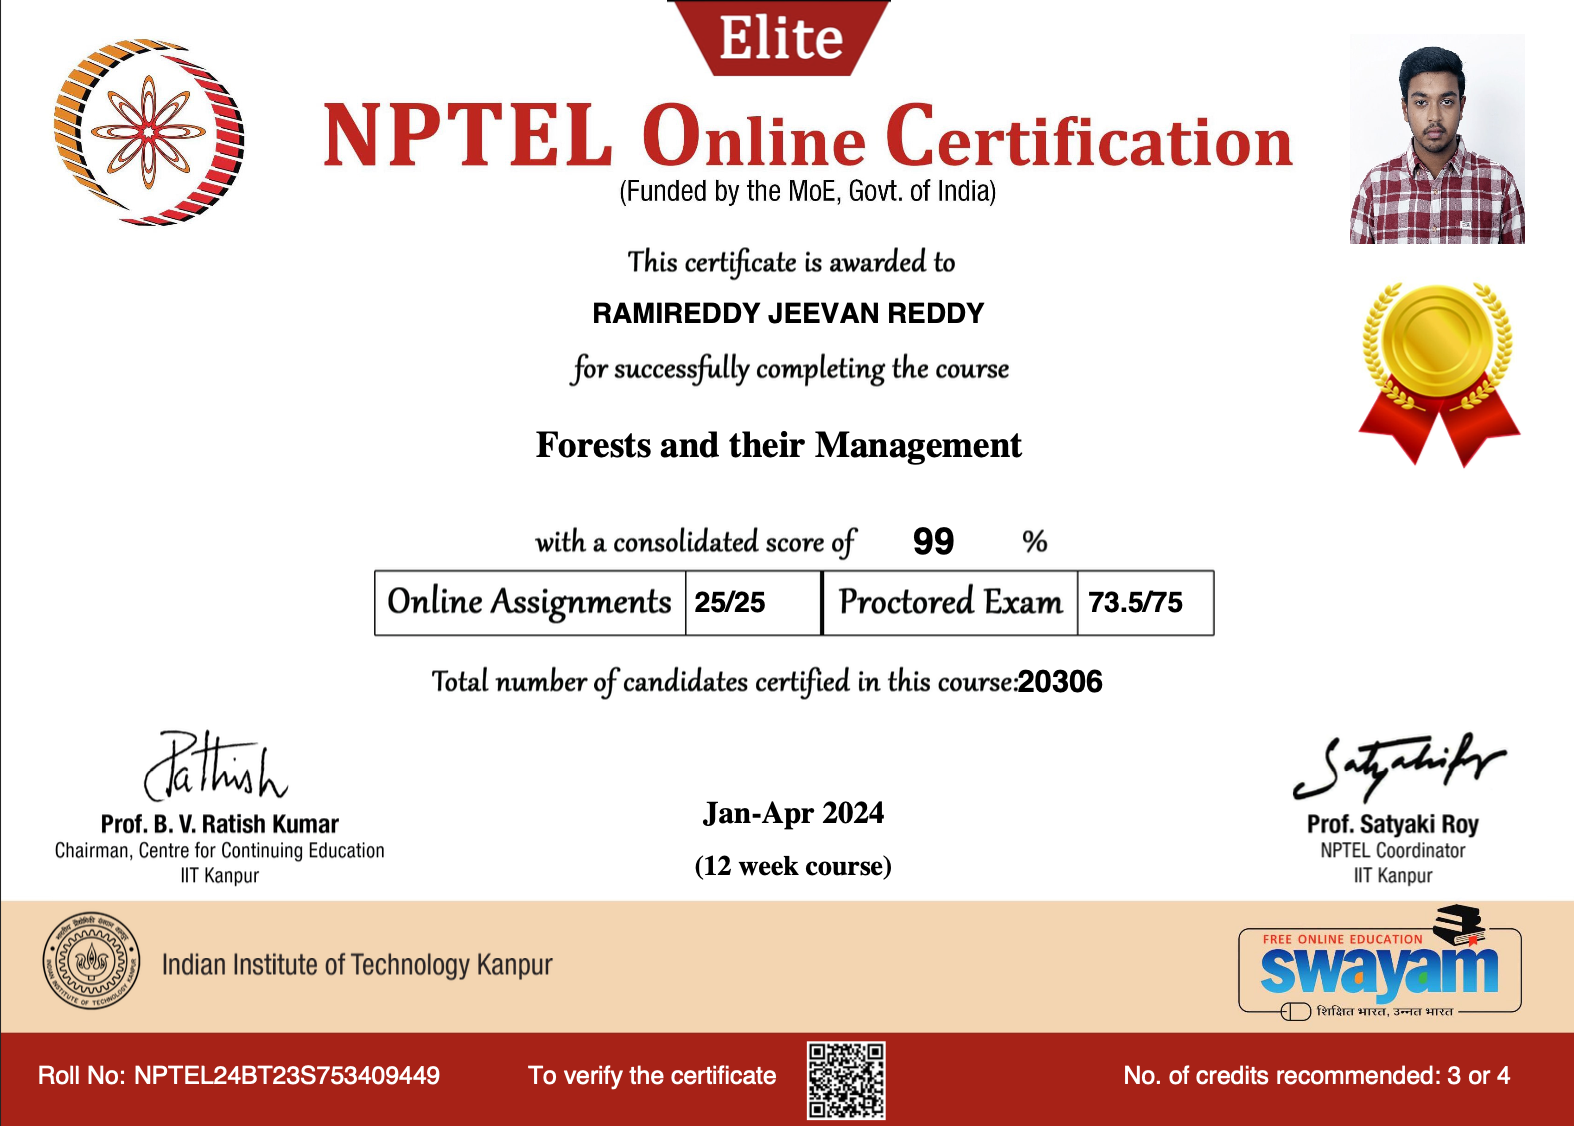 Elite
NPTEL Online Certification
(Funded by the MoE, Govt. of India)
This certificate is awarded to
RAMIREDDY JEEVAN REDDY
for successfully completing the course
Forests and their Management
with a consolidated score of 99 %
Online Assignments 25/25 Proctored Exam 73.5/75
Total number of candidates certified in this course:20306
Prof. B. V. Ratish Kumar
Chairman, Centre for Continuing Education
IIT Kanpur
Jan-Apr 2024
(12 week course)
Prof. Satyaki Roy
NPTEL Coordinator
IIT Kanpur
INDIAN INSTITUTE OF TECHNOLOGY KANPUR
Indian Institute of Technology Kanpur
FREE ONLINE EDUCATION
swayam
शिक्षित भारत, उन्नत भारत
Roll No: NPTEL24BT23S753409449
To verify the certificate
No. of credits recommended: 3 or 4